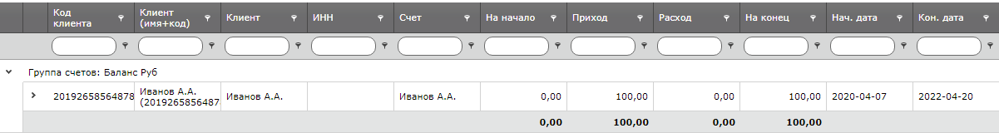 Код клиента Клиент (имя+код) Клиент ИНН Счет На начало Приход Расход На конец Нач. дата Кон. дата
Группа счетов: Баланс Руб
20192658564878 Иванов А.А. (2019265856487 Иванов А.А. Иванов А.А. 0,00 100,00 0,00 100,00 2020-04-07 2022-04-20
0,00 100,00 0,00 100,00